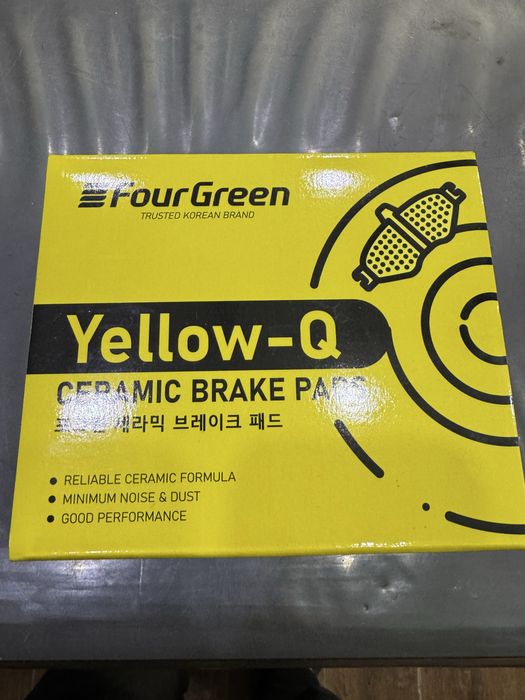 FourGreen
TRUSTED KOREAN BRAND
Yellow-Q
CERAMIC BRAKE PADS
세라믹 브레이크 패드
RELIABLE CERAMIC FORMULA
MINIMUM NOISE & DUST
GOOD PERFORMANCE